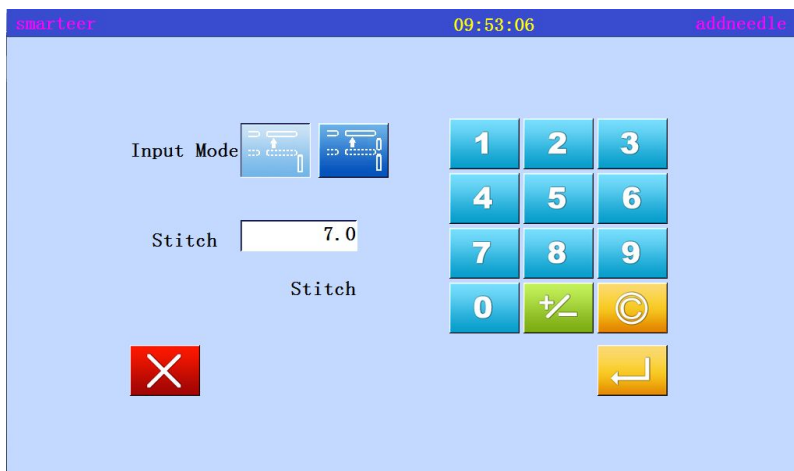 smarteer 09:53:06 addneedle
Input Mode
1 2 3
Stitch 7.0
4 5 6
7 8 9
Stitch
0 +/- ©